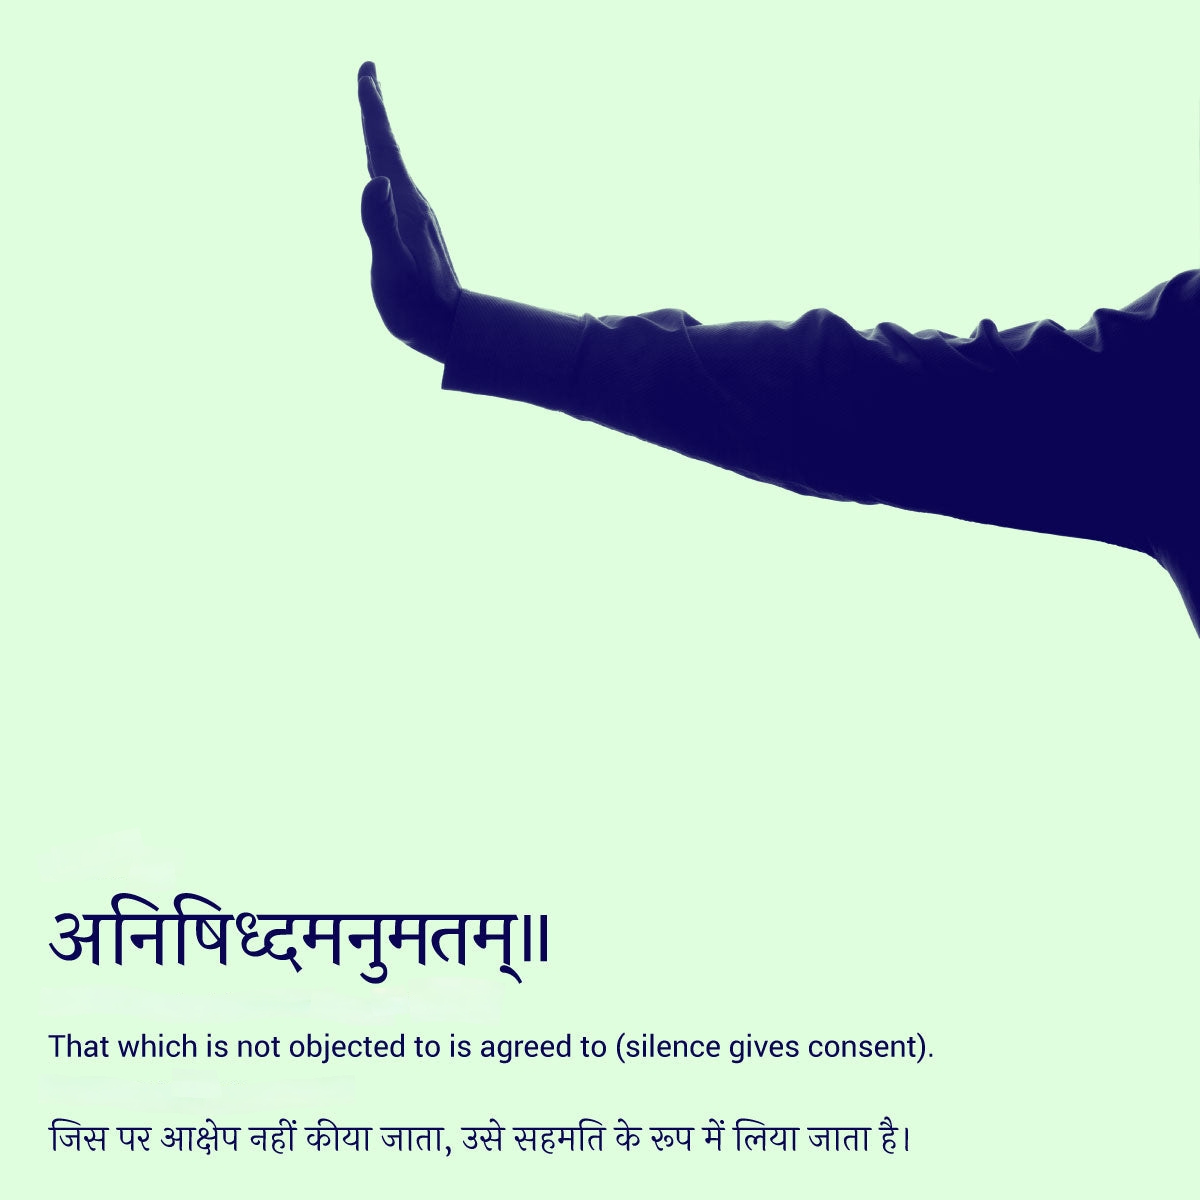 अनिषिध्दमनुमतम्॥
That which is not objected to is agreed to (silence gives consent).
जिस पर आक्षेप नहीं कीया जाता, उसे सहमति के रूप में लिया जाता है।